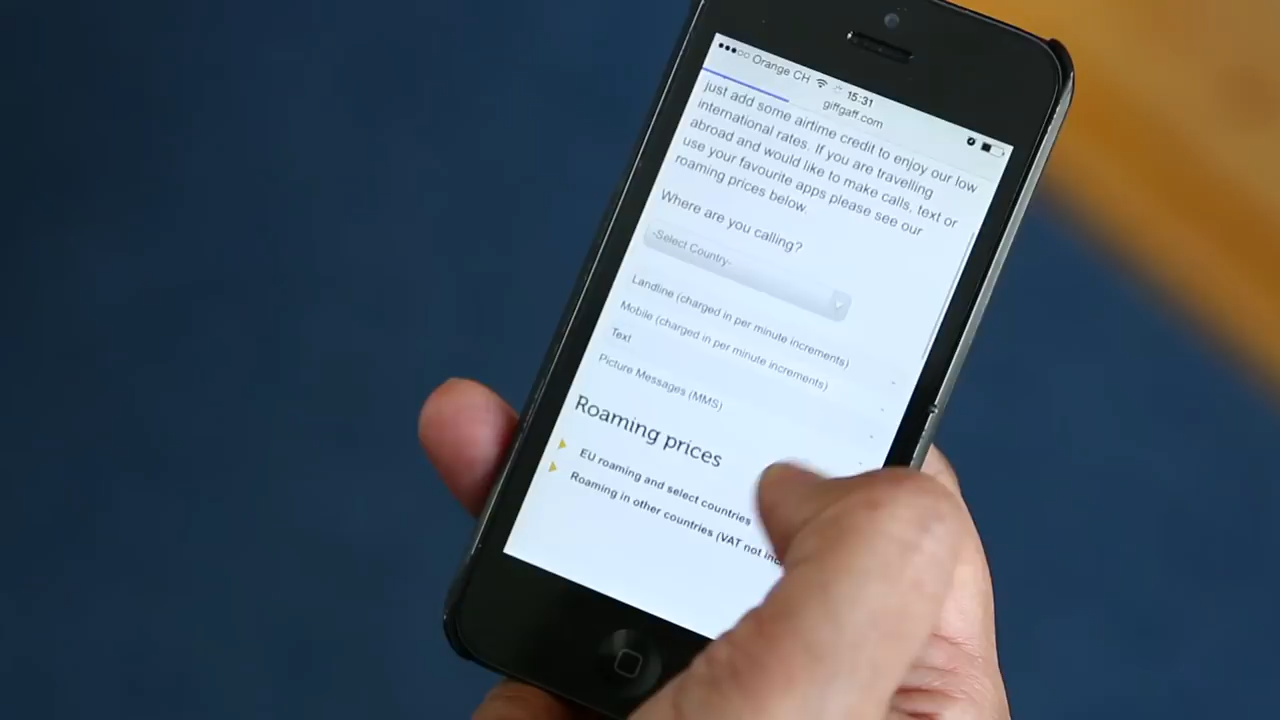 Orange CH 15:31
giffgaff.com
just add some airtime credit to enjoy our low
international rates. If you are travelling
abroad and would like to make calls, text or
use your favourite apps please see our
roaming prices below.
Where are you calling?
-Select Country-
Landline (charged in per minute increments)
Mobile (charged in per minute increments)
Text
Picture Messages (MMS)
Roaming prices
EU roaming and select countries
Roaming in other countries (VAT not inc